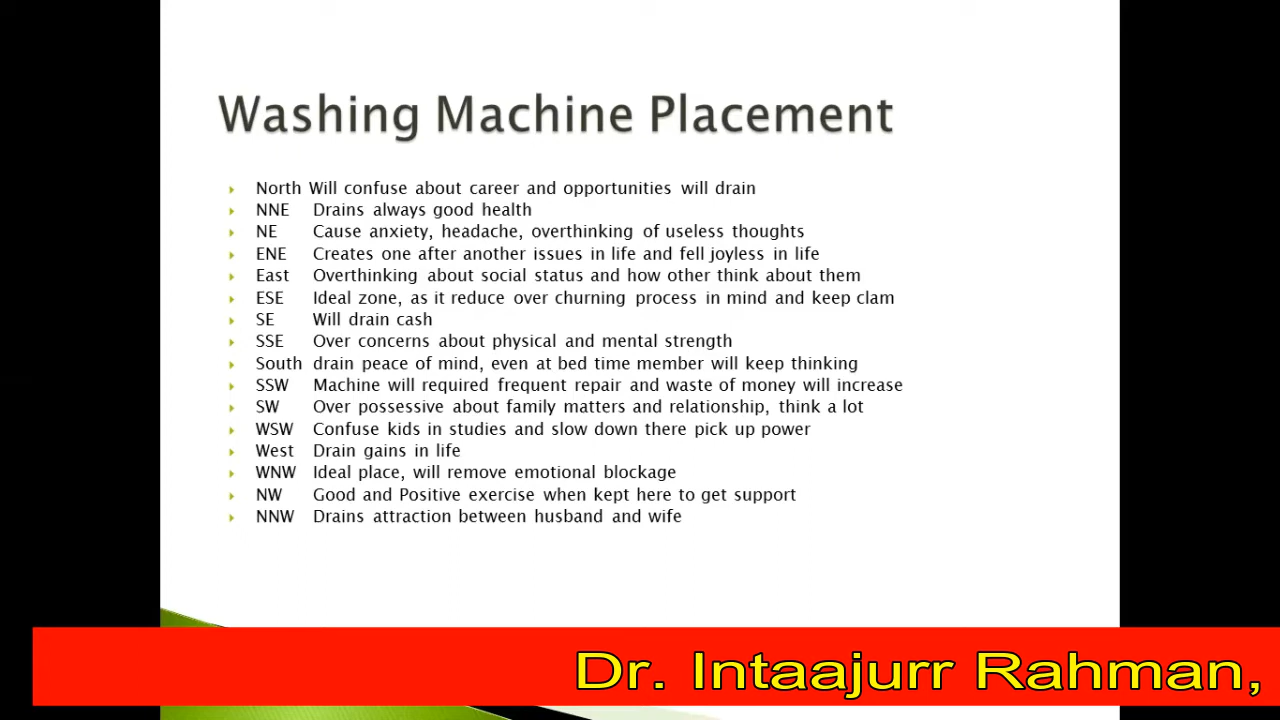 Washing Machine Placement
North Will confuse about career and opportunities will drain
NNE Drains always good health
NE Cause anxiety, headache, overthinking of useless thoughts
ENE Creates one after another issues in life and fell joyless in life
East Overthinking about social status and how other think about them
ESE Ideal zone, as it reduce over churning process in mind and keep clam
SE Will drain cash
SSE Over concerns about physical and mental strength
South drain peace of mind, even at bed time member will keep thinking
SSW Machine will required frequent repair and waste of money will increase
SW Over possessive about family matters and relationship, think a lot
WSW Confuse kids in studies and slow down there pick up power
West Drain gains in life
WNW Ideal place, will remove emotional blockage
NW Good and Positive exercise when kept here to get support
NNW Drains attraction between husband and wife
Dr. Intaajurr Rahman,